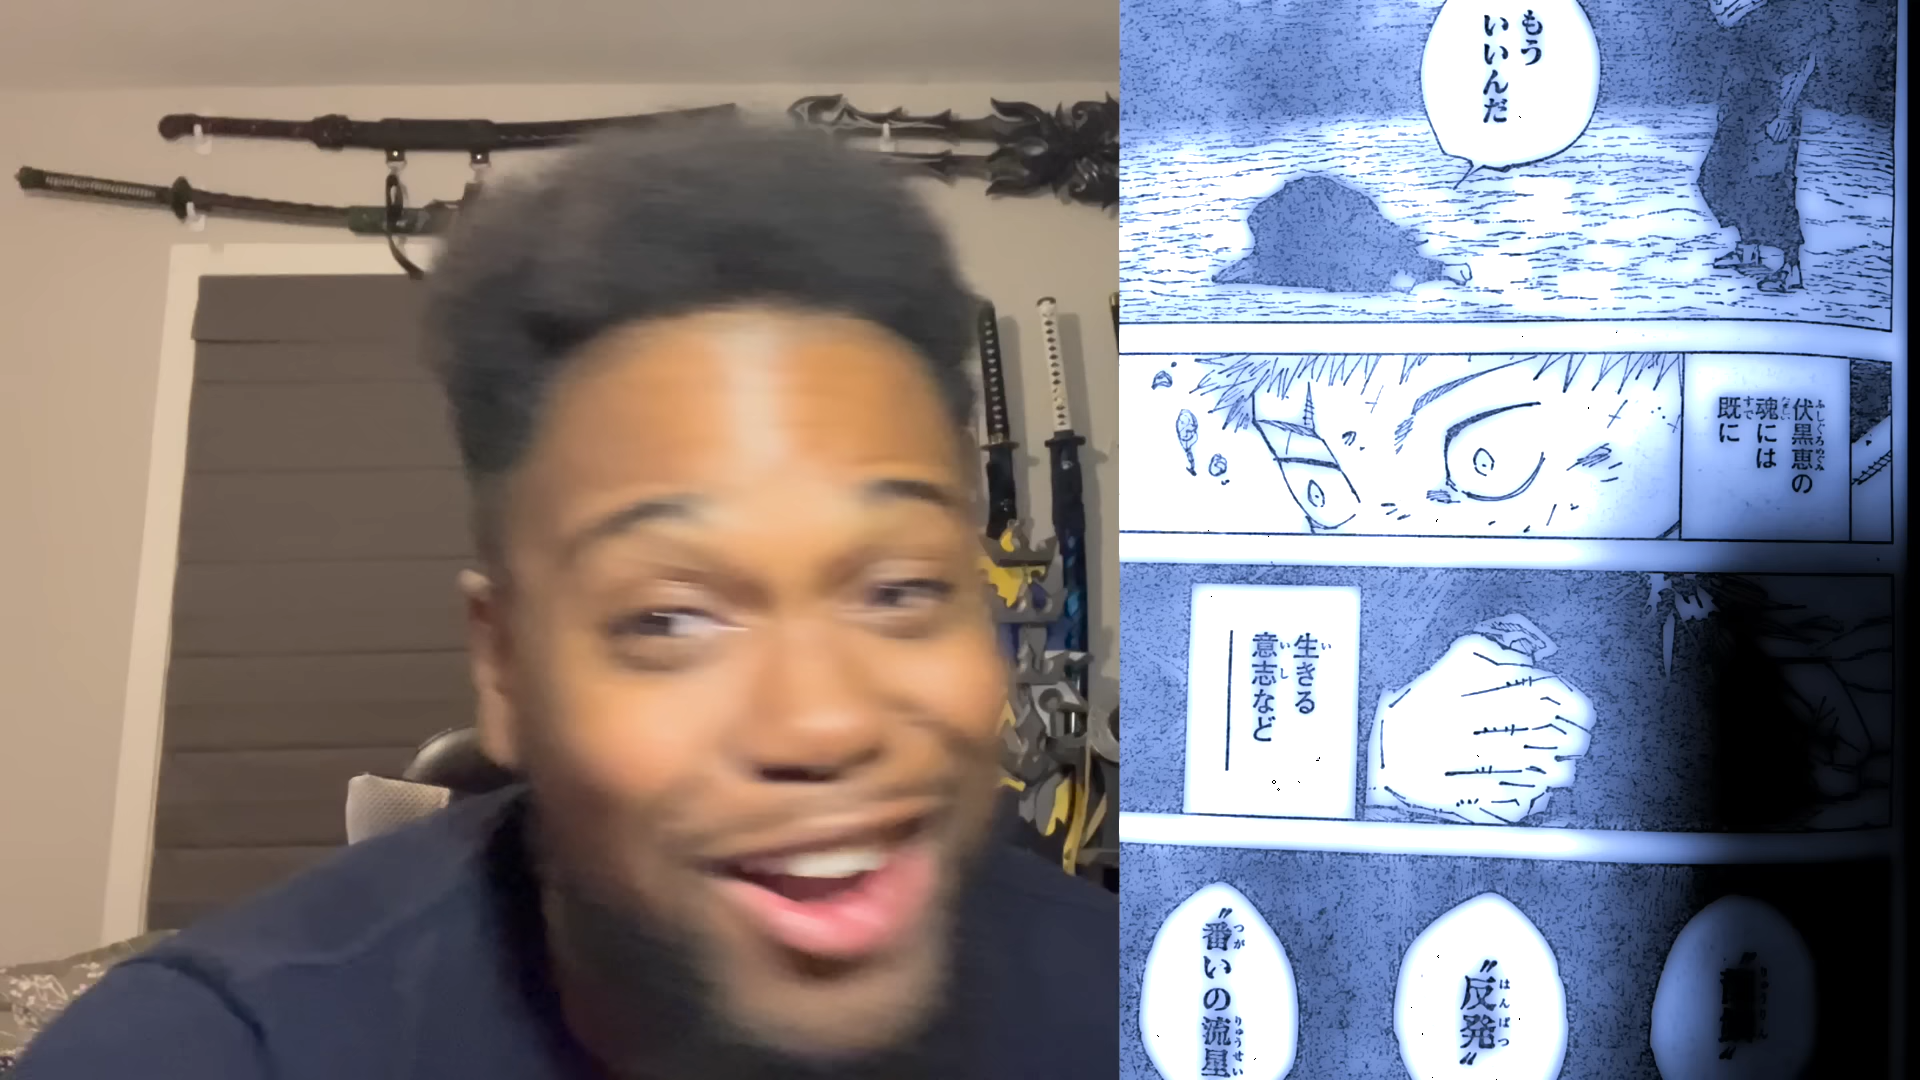 もう
いいんだ
伏黒恵の
魂には
既に
生きる
意志など
"反発"
"番いの流星